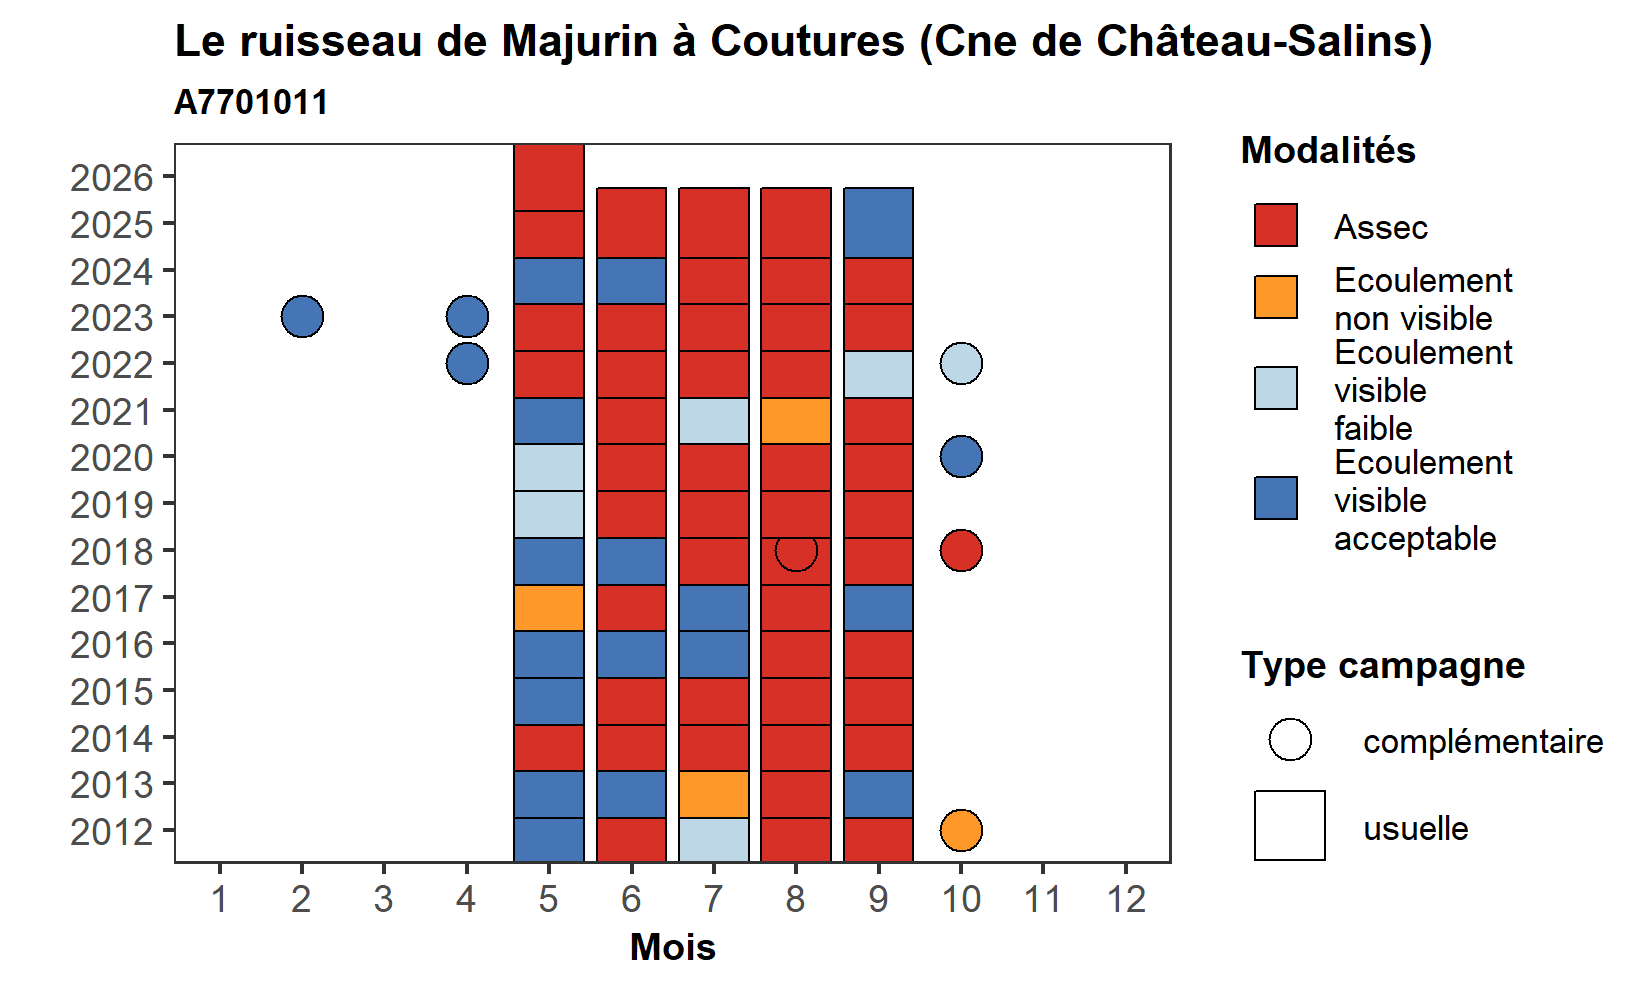 Le ruisseau de Majurin à Coutures (Cne de Château-Salins)
A7701011
2026
2025
2024
2023
2022
2021
2020
2019
2018
2017
2016
2015
2014
2013
2012
1 2 3 4 5 6 7 8 9 10 11 12
Mois
Modalités
Assec
Ecoulement
non visible
Ecoulement
visible
faible
Ecoulement
visible
acceptable
Type campagne
complémentaire
usuelle